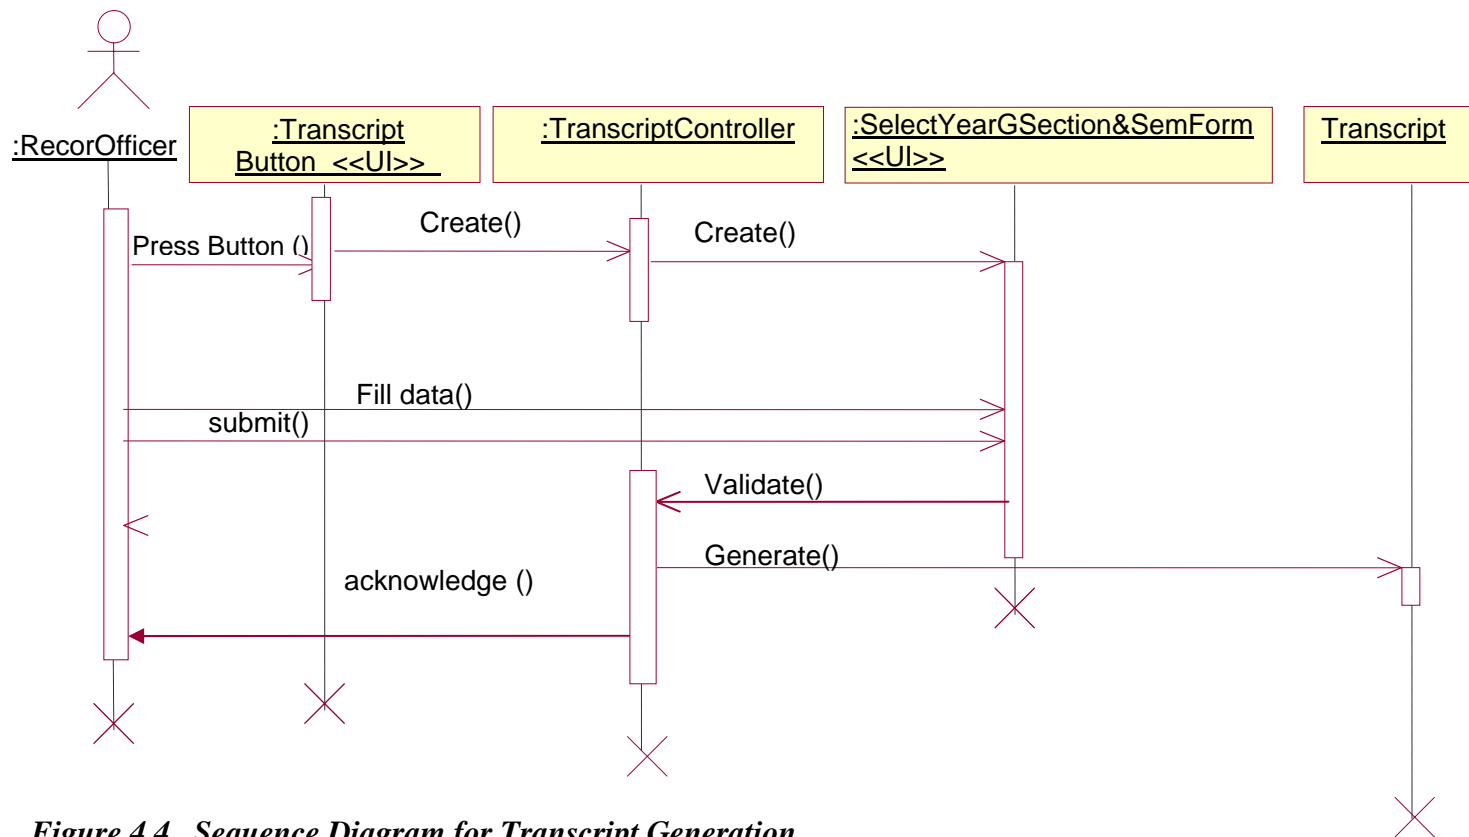 :RecorOfficer
:Transcript
Button <<UI>>
:TranscriptController
:SelectYearGSection&SemForm
<<UI>>
Transcript
Press Button ()
Create()
Create()
Fill data()
submit()
Validate()
Generate()
acknowledge ()
Figure 4.4 Sequence Diagram for Transcript Generation